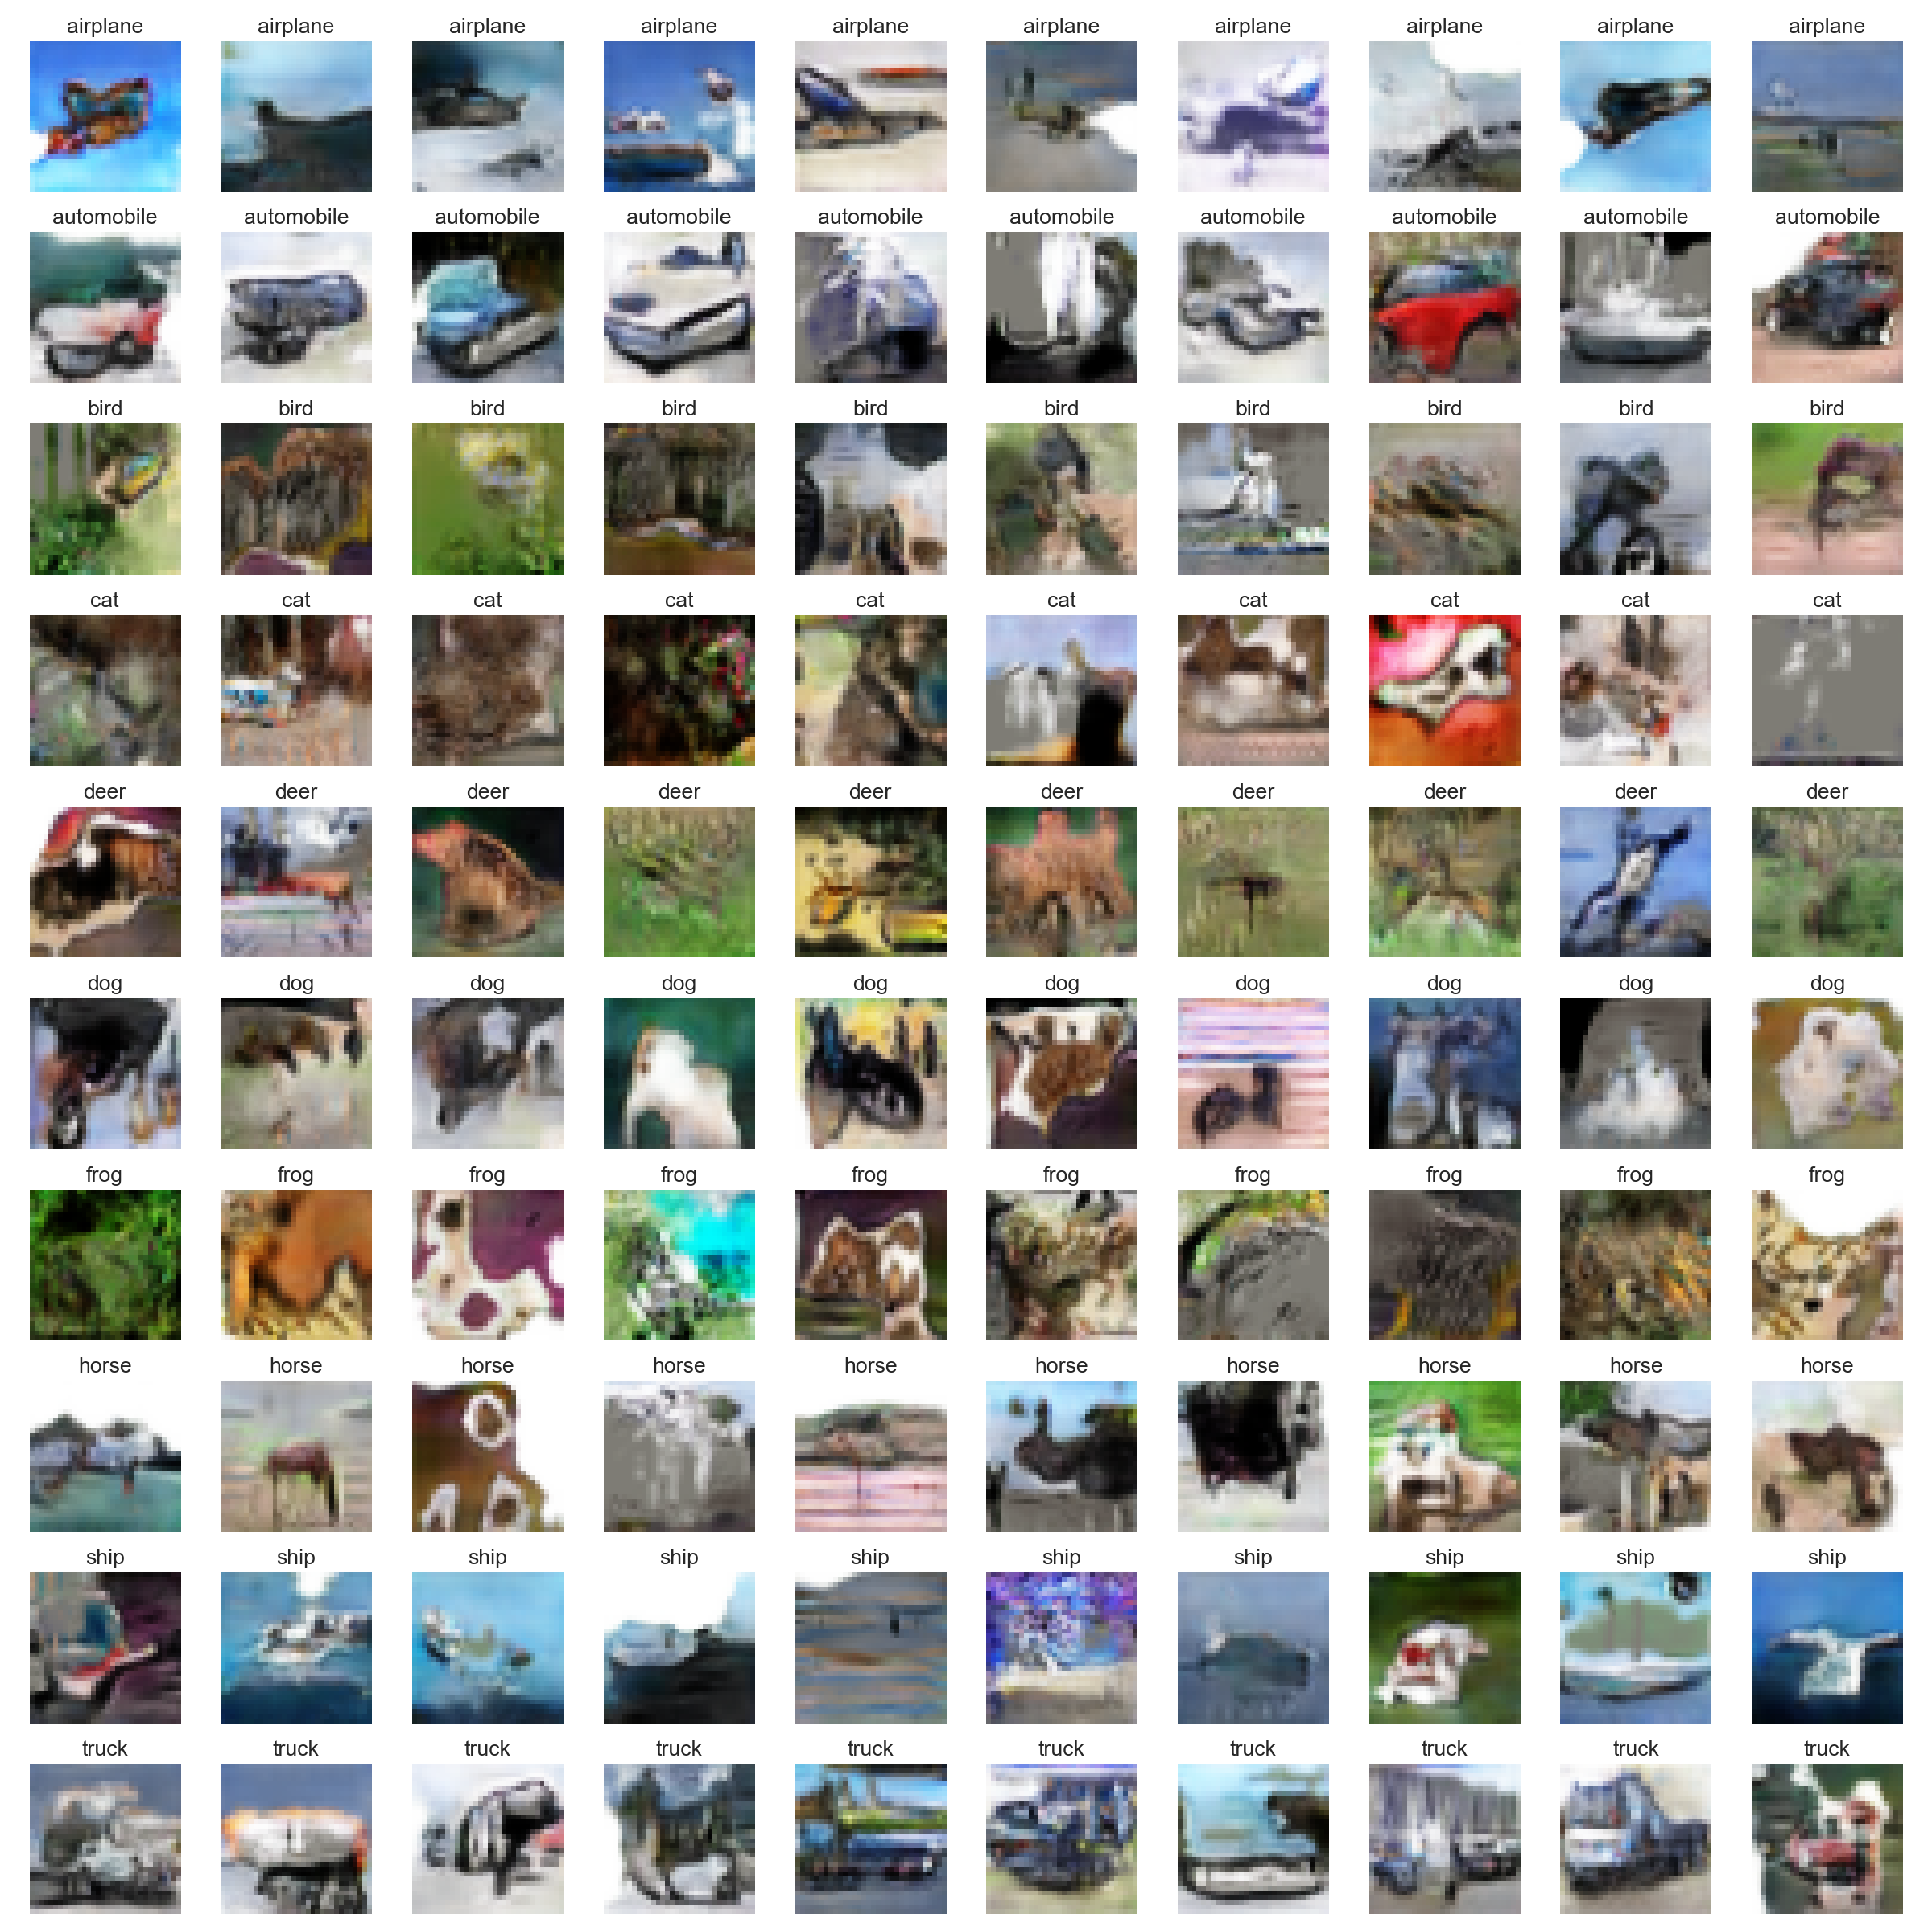 airplane airplane airplane airplane airplane airplane airplane airplane airplane airplane
automobile automobile automobile automobile automobile automobile automobile automobile automobile automobile
bird bird bird bird bird bird bird bird bird bird
cat cat cat cat cat cat cat cat cat cat
deer deer deer deer deer deer deer deer deer deer
dog dog dog dog dog dog dog dog dog dog
frog frog frog frog frog frog frog frog frog frog
horse horse horse horse horse horse horse horse horse horse
ship ship ship ship ship ship ship ship ship ship
truck truck truck truck truck truck truck truck truck truck